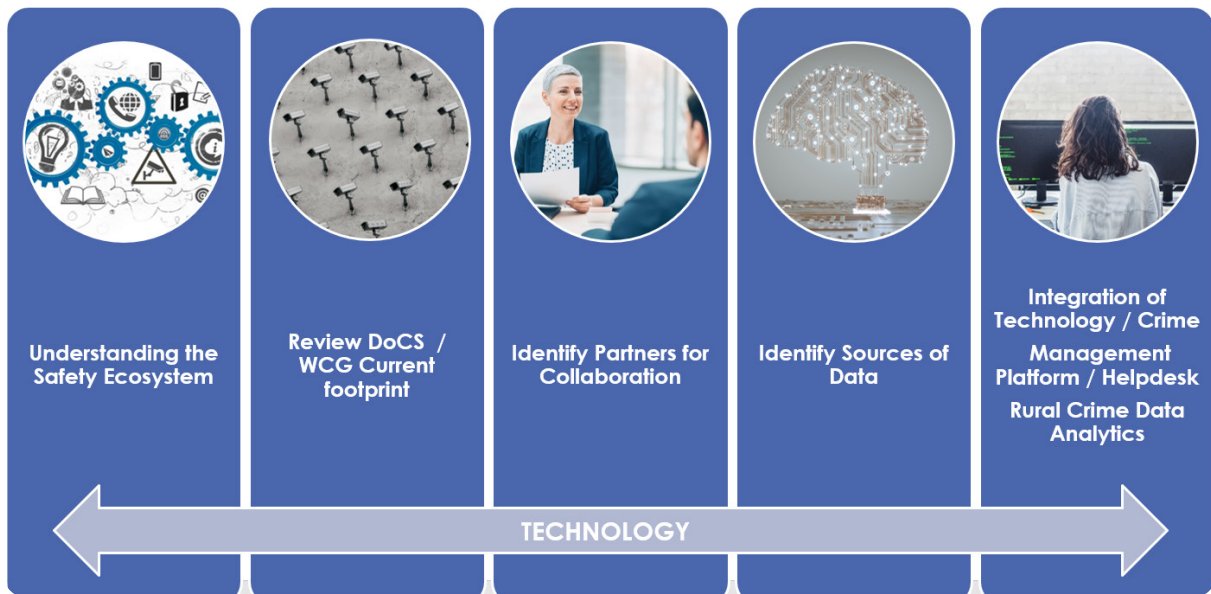 Understanding the
Safety Ecosystem
Review DoCS  /
WCG Current
footprint
Identify Partners for
Collaboration
Identify Sources of
Data
Integration of
Technology / Crime
Management
Platform / Helpdesk
Rural Crime Data
Analytics
TECHNOLOGY